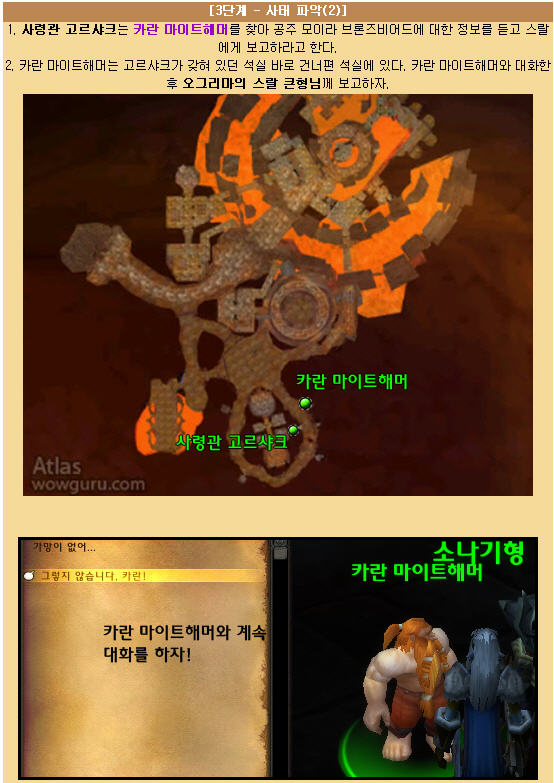 [3단계 - 사태 파악(2)]
1. 사령관 고르샤크는 카란 마이트해머를 찾아 공주 모이라 브론즈비어드에 대한 정보를 듣고 스랄
에게 보고하라고 한다.
2. 카란 마이트해머는 고르샤크가 갇혀 있던 석실 바로 건너편 석실에 있다. 카란 마이트해머와 대화한
후 오그리마의 스랄 큰형님께 보고하자.
카란 마이트해머
사령관 고르샤크
Atlas
wowguru.com
가망이 없어...
그렇지 않습니다, 카란!
카란 마이트해머와 계속
대화를 하자!
소나기형
카란 마이트해머